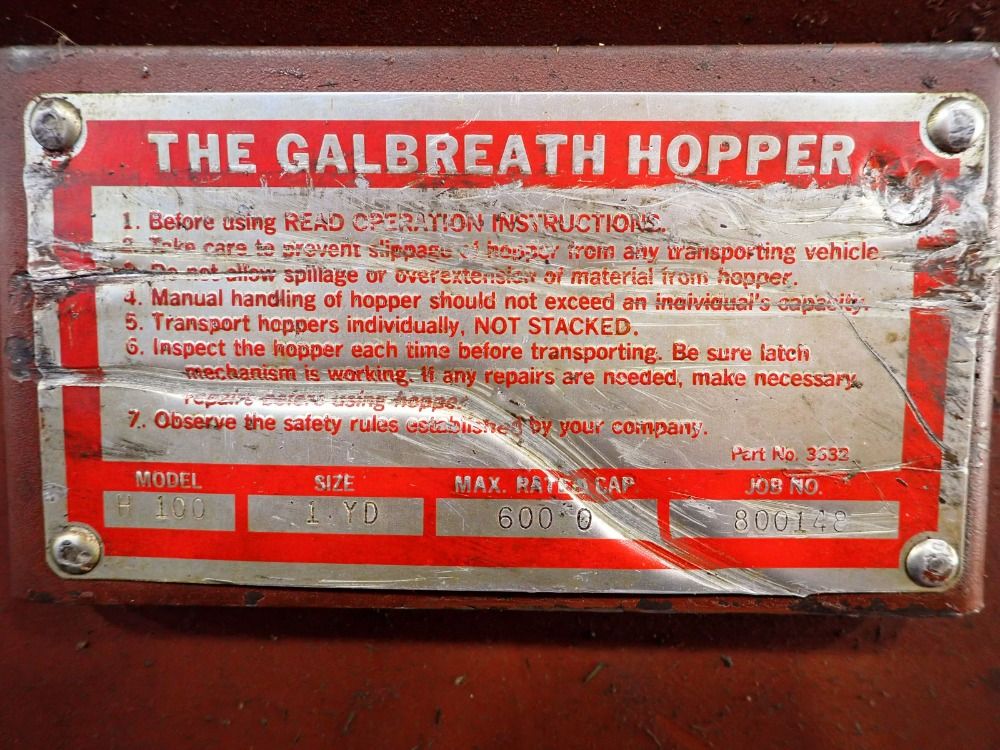 THE GALBREATH HOPPER
1. Before using READ OPERATION INSTRUCTIONS.
2. Take care to prevent slippage of hopper from any transporting vehicle.
3. Do not allow spillage or overextension of material from hopper.
4. Manual handling of hopper should not exceed an individual's capacity.
5. Transport hoppers individually, NOT STACKED.
6. Inspect the hopper each time before transporting. Be sure latch
mechanism is working. If any repairs are needed, make necessary
repairs before using hopper.
7. Observe the safety rules established by your company.
Part No. 3632
MODEL SIZE MAX. RATED CAP JOB NO.
H 100 1 YD